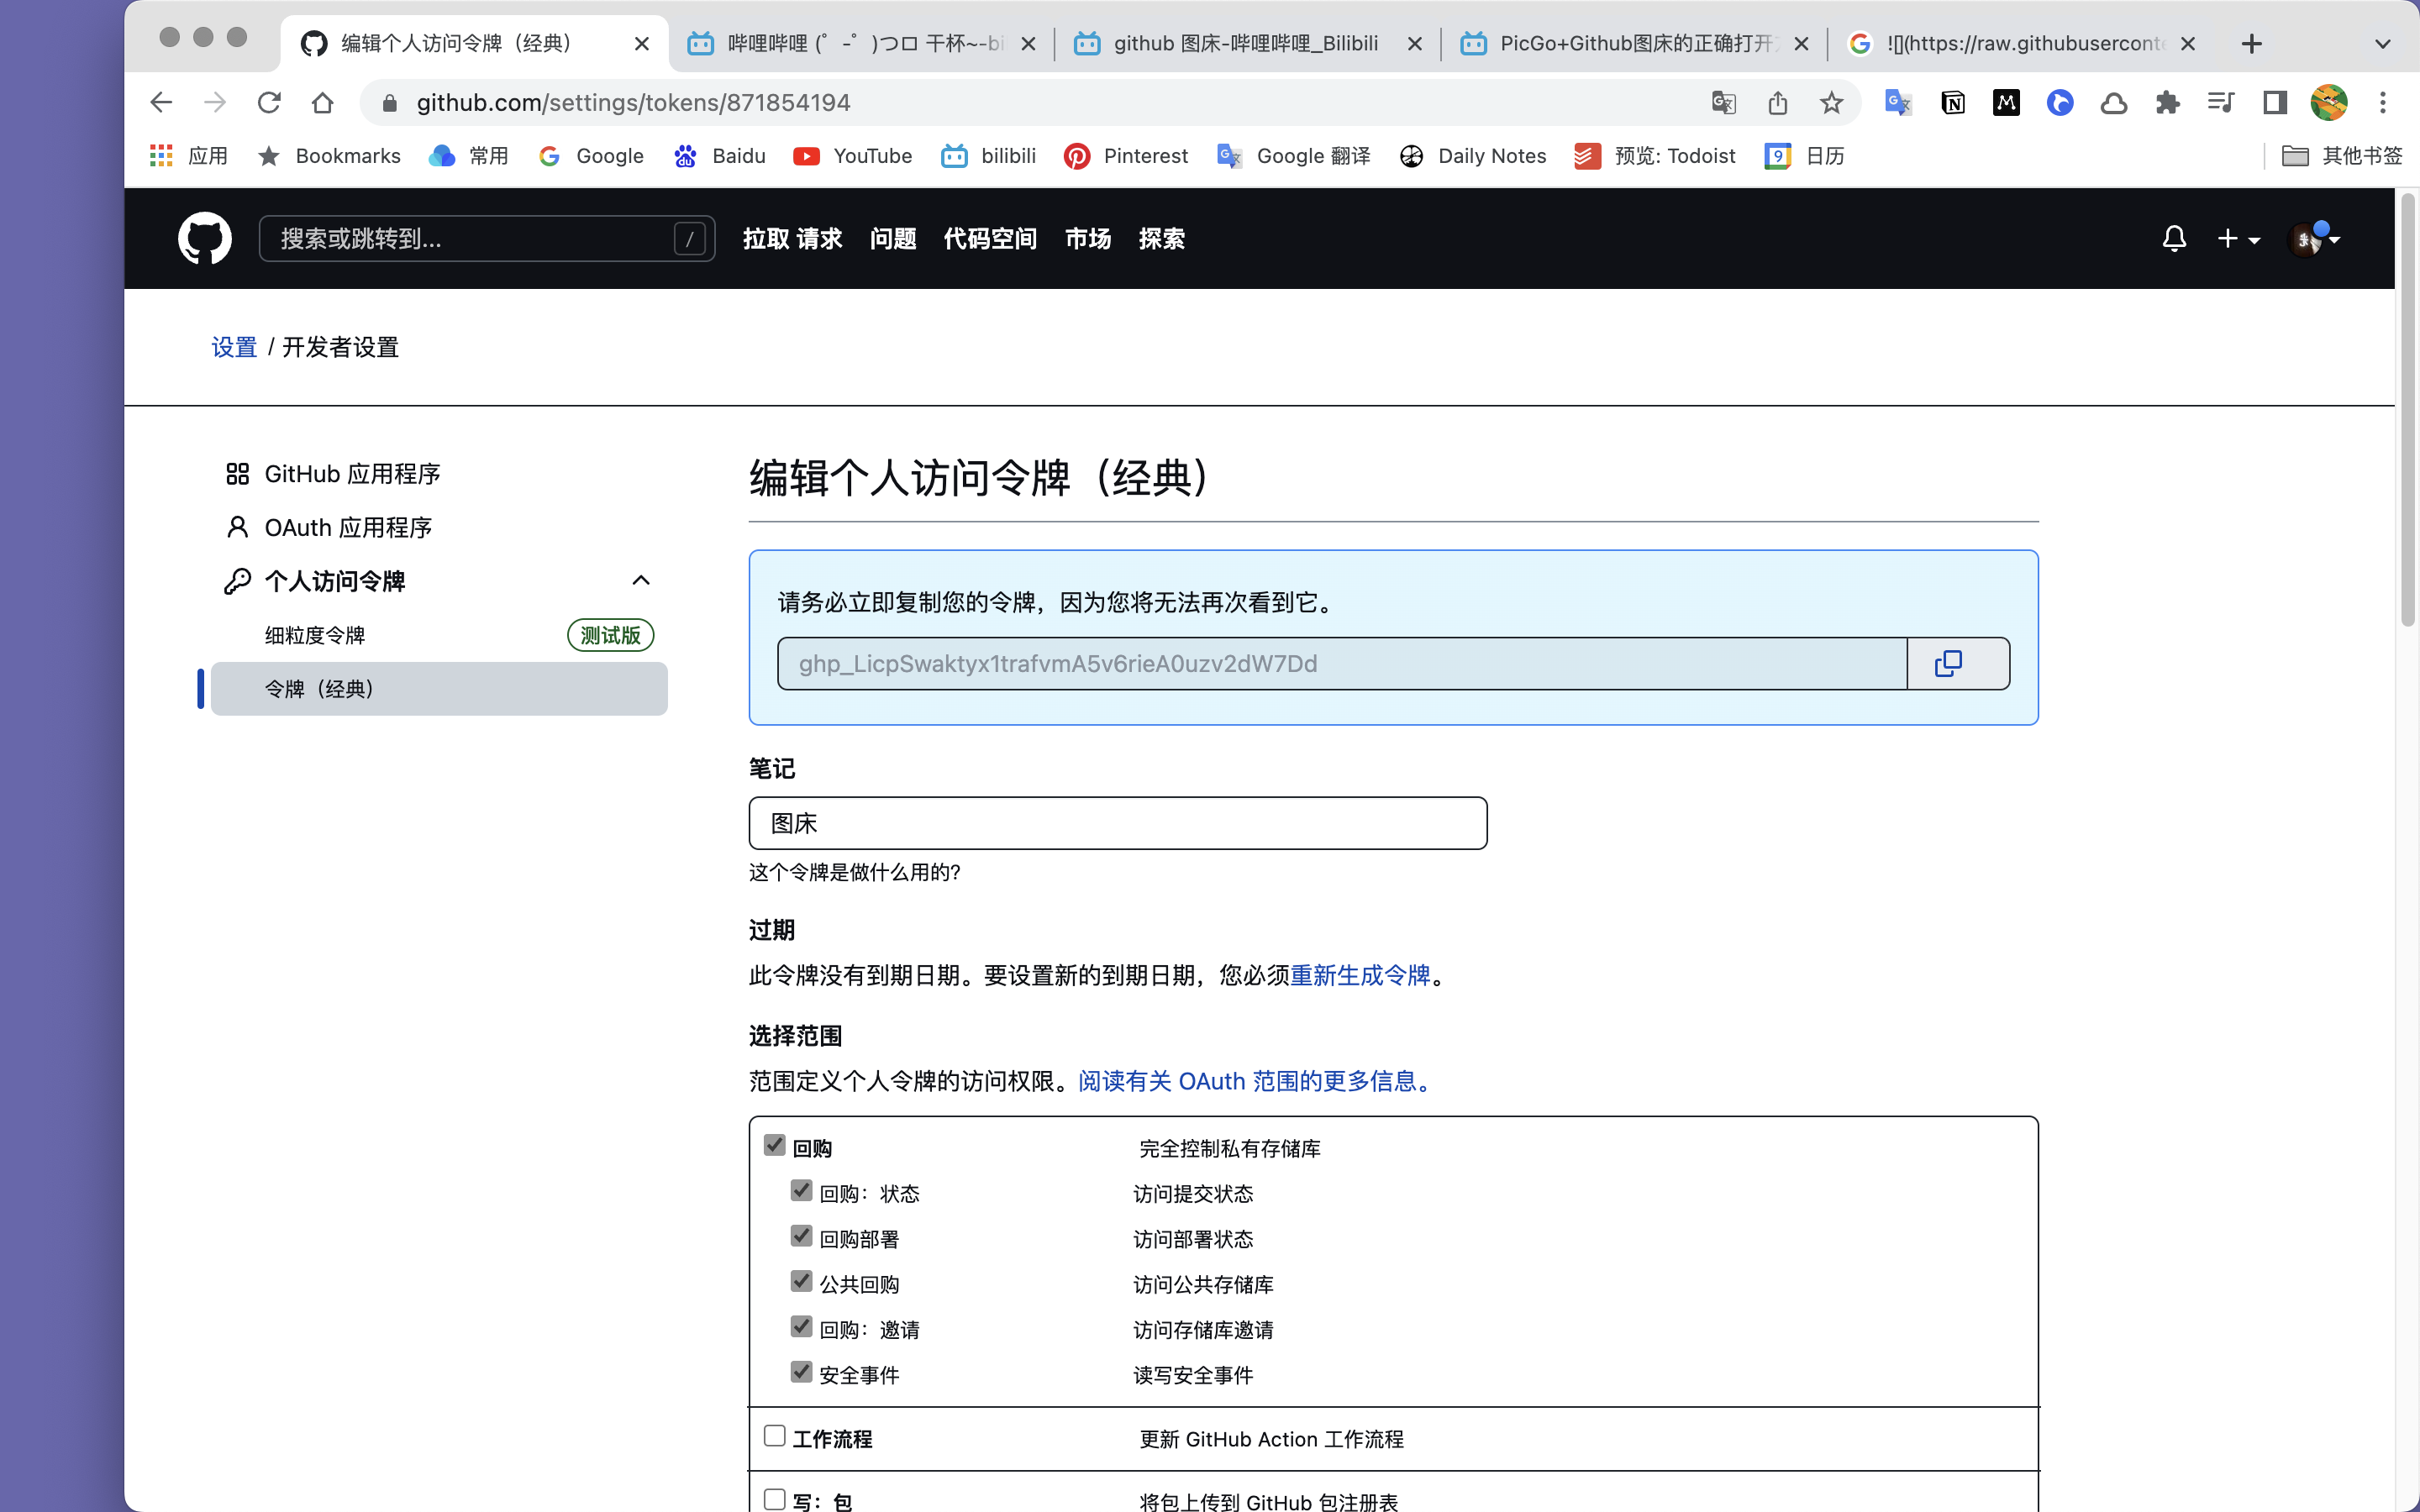 编辑个人访问令牌（经典）
哔哩哔哩 (゜-゜)つロ 干杯~-bi
github 图床-哔哩哔哩_Bilibili
PicGo+Github图床的正确打开
![](https://raw.githubuserconte
github.com/settings/tokens/871854194
应用
Bookmarks
常用
Google
Baidu
YouTube
bilibili
Pinterest
Google 翻译
Daily Notes
预览: Todoist
9
日历
其他书签
搜索或跳转到...
/
拉取 请求
问题
代码空间
市场
探索
设置 / 开发者设置
GitHub 应用程序
OAuth 应用程序
个人访问令牌
细粒度令牌
测试版
令牌（经典）
编辑个人访问令牌（经典）
请务必立即复制您的令牌，因为您将无法再次看到它。
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
笔记
图床
这个令牌是做什么用的?
过期
此令牌没有到期日期。要设置新的到期日期，您必须重新生成令牌。
选择范围
范围定义个人令牌的访问权限。阅读有关 OAuth 范围的更多信息。
回购 完全控制私有存储库
回购：状态 访问提交状态
回购部署 访问部署状态
公共回购 访问公共存储库
回购：邀请 访问存储库邀请
安全事件 读写安全事件
工作流程 更新 GitHub Action 工作流程
写：包 将包上传到 GitHub 包注册表